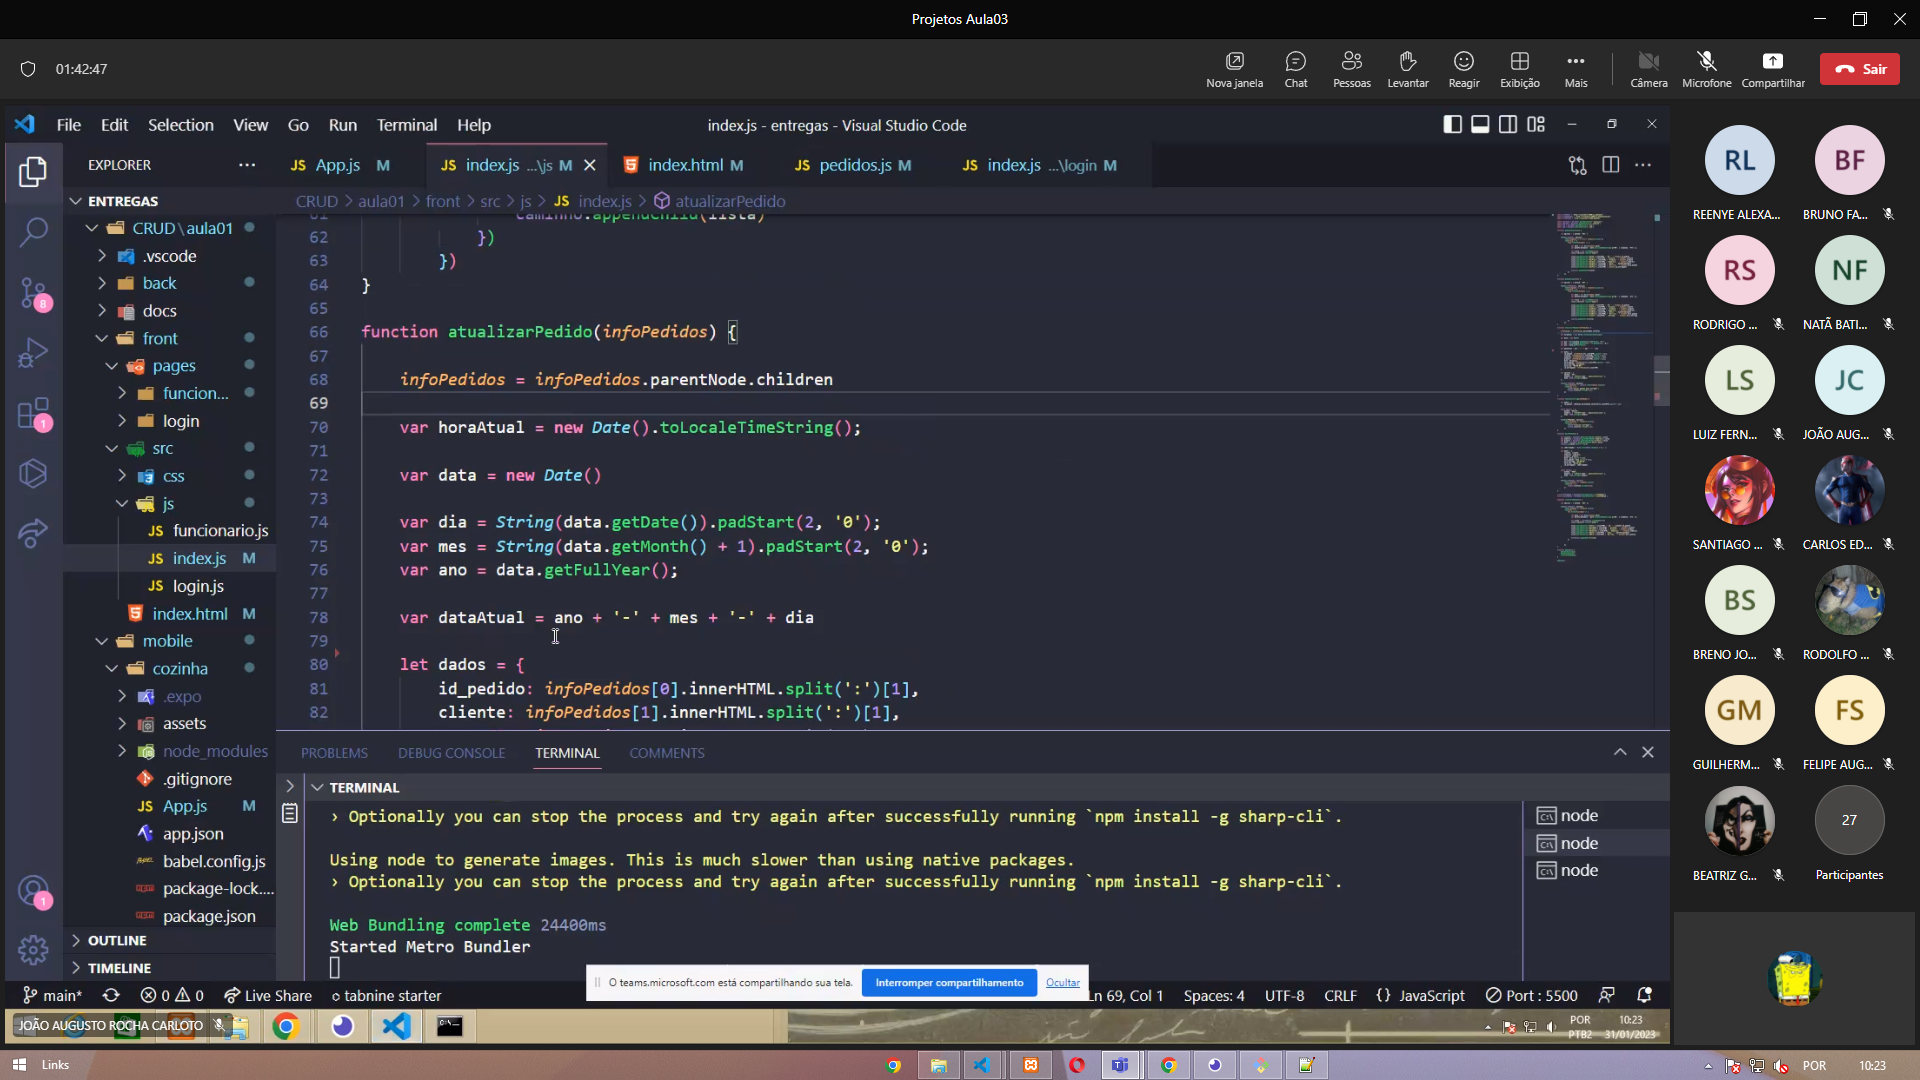 Projetos Aula03
01:42:47
Nova janela
Chat
Pessoas
Levantar
Reagir
Exibição
Mais
Câmera
Microfone
Compartilhar
Sair
File Edit Selection View Go Run Terminal Help
index.js - entregas - Visual Studio Code
EXPLORER
JS App.js M
JS index.js ...\js M
index.html M
JS pedidos.js M
JS index.js ...\login M
CRUD > aula01 > front > src > js > JS index.js > atualizarPedido
ENTREGAS
CRUD\aula01
.vscode
back
docs
front
pages
funcion...
login
src
css
js
JS funcionario.js
JS index.js M
JS login.js
index.html M
mobile
cozinha
.expo
assets
node_modules
.gitignore
JS App.js M
app.json
babel.config.js
package-lock....
package.json
OUTLINE
TIMELINE
8
1
1
61 caminho.appendChild(lista)
62 })
63 })
64 }
65
66 function atualizarPedido(infoPedidos) {
67
68 infoPedidos = infoPedidos.parentNode.children
69
70 var horaAtual = new Date().toLocaleTimeString();
71
72 var data = new Date()
73
74 var dia = String(data.getDate()).padStart(2, '0');
75 var mes = String(data.getMonth() + 1).padStart(2, '0');
76 var ano = data.getFullYear();
77
78 var dataAtual = ano + '-' + mes + '-' + dia
79
80 let dados = {
81 id_pedido: infoPedidos[0].innerHTML.split(':')[1],
82 cliente: infoPedidos[1].innerHTML.split(':')[1],
PROBLEMS DEBUG CONSOLE TERMINAL COMMENTS
TERMINAL
› Optionally you can stop the process and try again after successfully running `npm install -g sharp-cli`.
Using node to generate images. This is much slower than using native packages.
› Optionally you can stop the process and try again after successfully running `npm install -g sharp-cli`.
Web Bundling complete 24400ms
Started Metro Bundler
node
node
node
O teams.microsoft.com está compartilhando sua tela.
Interromper compartilhamento
Ocultar
main* 0 0 Live Share tabnine starter
Ln 69, Col 1 Spaces: 4 UTF-8 CRLF {} JavaScript Port : 5500
JOÃO AUGUSTO ROCHA CARLOTO
POR
PTB2
10:23
31/01/2023
RL
REENYE ALEXA...
BF
BRUNO FA...
RS
RODRIGO ...
NF
NATÃ BATI...
LS
LUIZ FERN...
JC
JOÃO AUG...
SANTIAGO ...
CARLOS ED...
BS
BRENO JO...
RODOLFO ...
GM
GUILHERM...
FS
FELIPE AUG...
BEATRIZ G...
27
Participantes
Links
POR
10:23